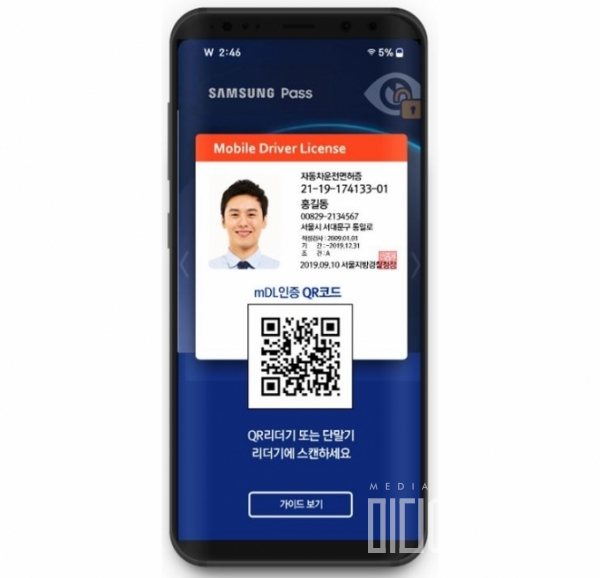 W 2:46
5%
SAMSUNG Pass
Mobile Driver License
자동차운전면허증
21-19-174133-01
홍길동
00829-2134567
서울시 서대문구 통일로
적성검사 : 2009.01.01
기 간 : ~2019.12.31
조 건 : A
2019.09.10 서울지방경찰청장
mDL인증 QR코드
QR리더기 또는 단말기
리더기에 스캔하세요
가이드 보기
MEDIA